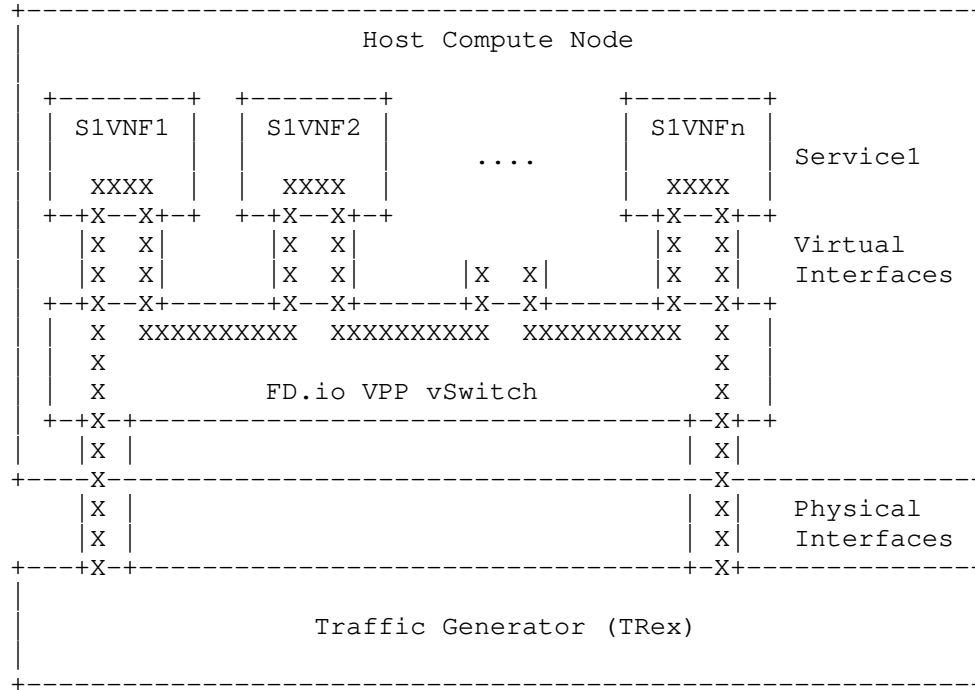 Host Compute Node
S1VNF1 S1VNF2 S1VNFn
.... Service1
XXXX XXXX XXXX
X X X X X X
X X X X X X Virtual
X X X X X X X X Interfaces
X X X X X X X X
X XXXXXXXXXX XXXXXXXXXX XXXXXXXXXX X
X X
X FD.io VPP vSwitch X
X X
X X
X X
X X Physical
X X Interfaces
X X
Traffic Generator (TRex)